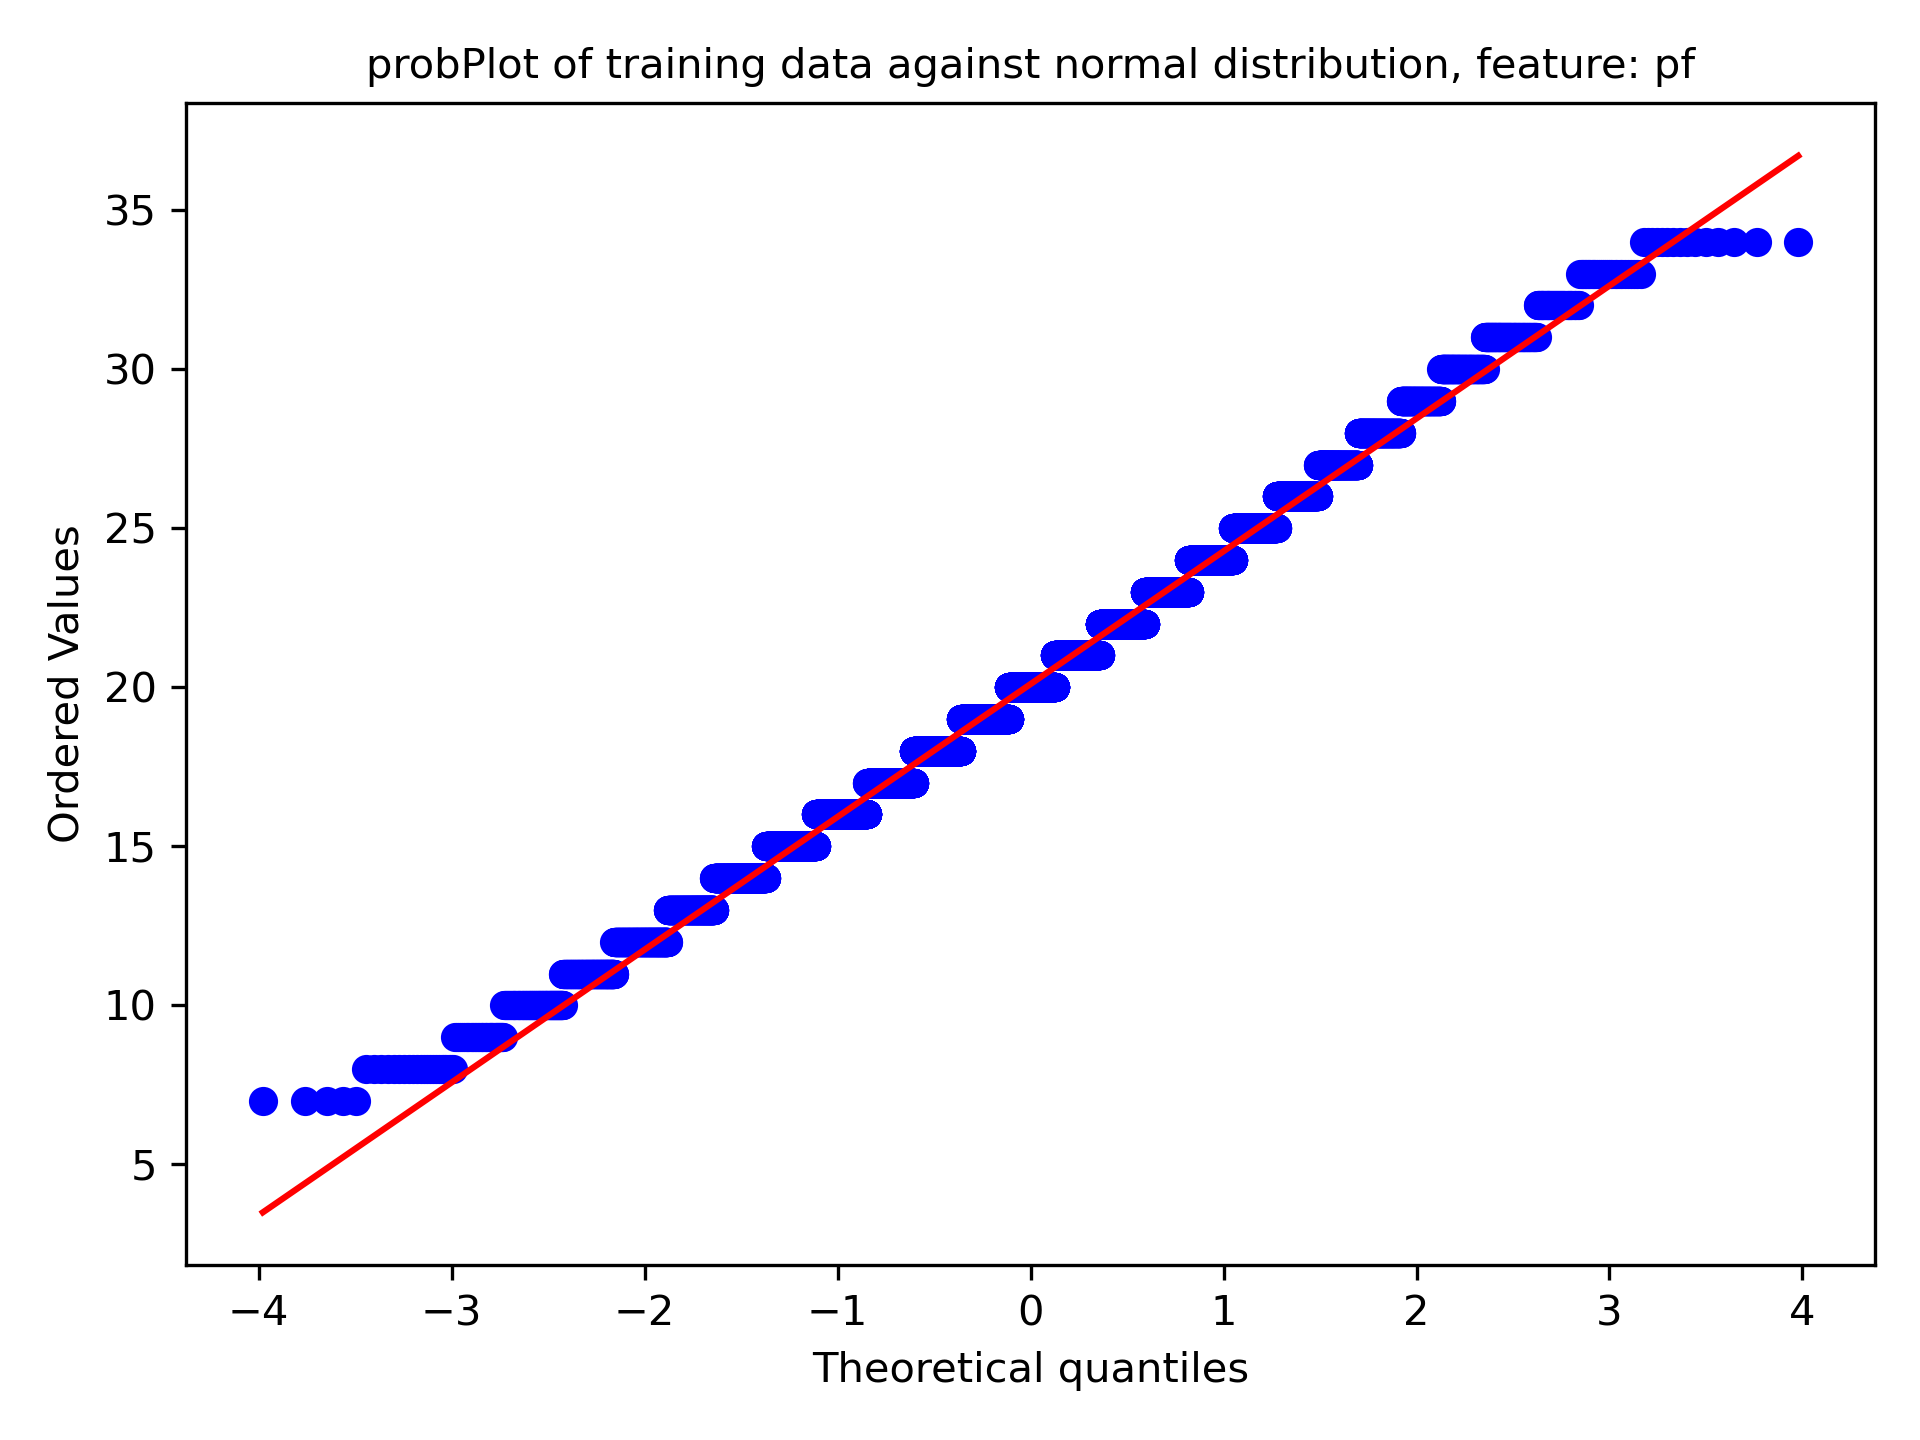 probPlot of training data against normal distribution, feature: pf
35
30
25
20
15
10
5
Ordered Values
−4 −3 −2 −1 0 1 2 3 4
Theoretical quantiles